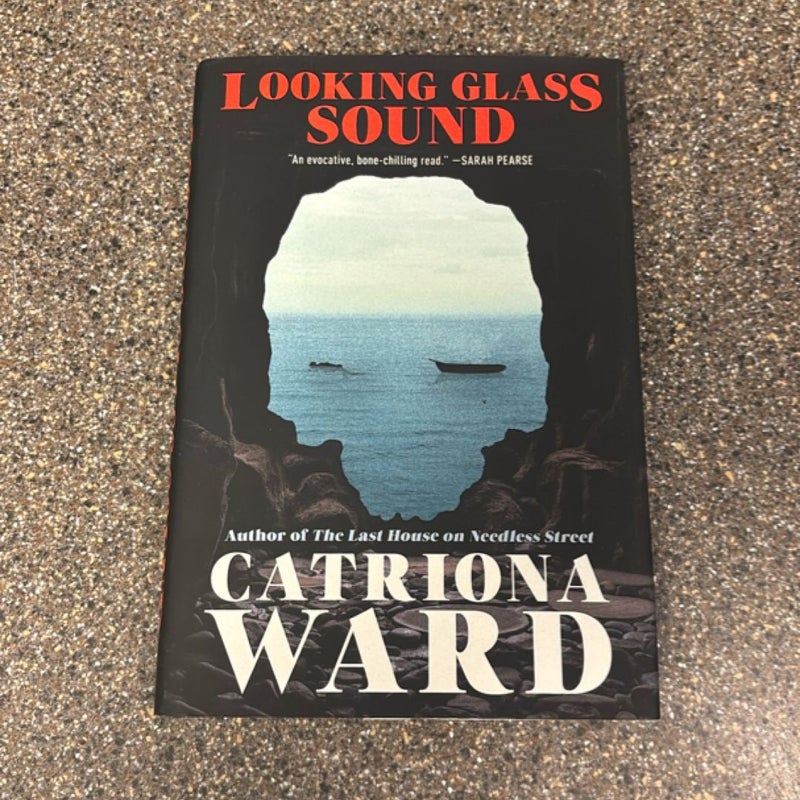 LOOKING GLASS
SOUND
"An evocative, bone-chilling read." —SARAH PEARSE
Author of The Last House on Needless Street
CATRIONA
WARD